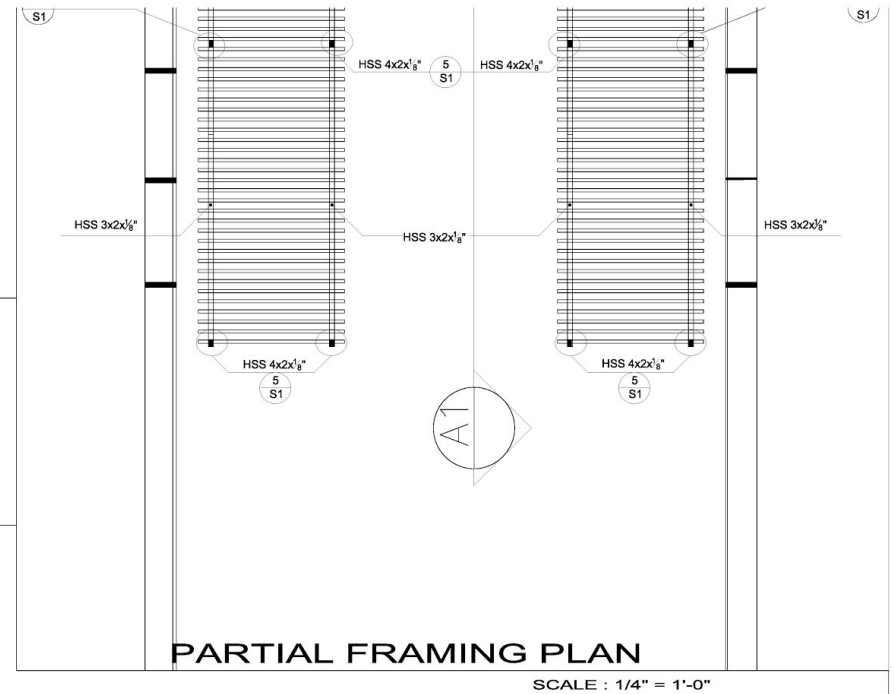 S1
S1
HSS 4x2x⅛"
5
S1
HSS 4x2x⅛"
HSS 3x2x⅛"
HSS 3x2x⅛"
HSS 3x2x⅛"
HSS 4x2x⅛"
5
S1
HSS 4x2x⅛"
5
S1
A1
PARTIAL FRAMING PLAN
SCALE : 1/4" = 1'-0"